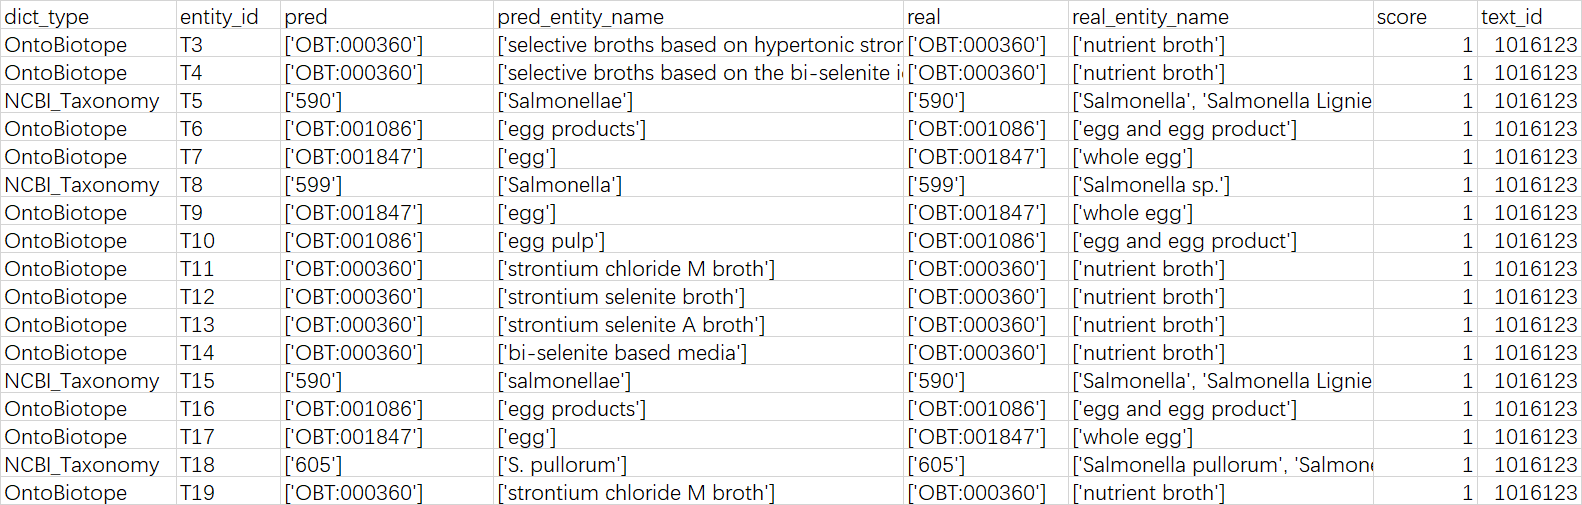 dict_type entity_id pred pred_entity_name real real_entity_name score text_id
OntoBiotope T3 ['OBT:000360'] ['selective broths based on hypertonic stror ['OBT:000360'] ['nutrient broth'] 1 1016123
OntoBiotope T4 ['OBT:000360'] ['selective broths based on the bi-selenite i ['OBT:000360'] ['nutrient broth'] 1 1016123
NCBI_Taxonomy T5 ['590'] ['Salmonellae'] ['590'] ['Salmonella', 'Salmonella Lignie 1 1016123
OntoBiotope T6 ['OBT:001086'] ['egg products'] ['OBT:001086'] ['egg and egg product'] 1 1016123
OntoBiotope T7 ['OBT:001847'] ['egg'] ['OBT:001847'] ['whole egg'] 1 1016123
NCBI_Taxonomy T8 ['599'] ['Salmonella'] ['599'] ['Salmonella sp.'] 1 1016123
OntoBiotope T9 ['OBT:001847'] ['egg'] ['OBT:001847'] ['whole egg'] 1 1016123
OntoBiotope T10 ['OBT:001086'] ['egg pulp'] ['OBT:001086'] ['egg and egg product'] 1 1016123
OntoBiotope T11 ['OBT:000360'] ['strontium chloride M broth'] ['OBT:000360'] ['nutrient broth'] 1 1016123
OntoBiotope T12 ['OBT:000360'] ['strontium selenite broth'] ['OBT:000360'] ['nutrient broth'] 1 1016123
OntoBiotope T13 ['OBT:000360'] ['strontium selenite A broth'] ['OBT:000360'] ['nutrient broth'] 1 1016123
OntoBiotope T14 ['OBT:000360'] ['bi-selenite based media'] ['OBT:000360'] ['nutrient broth'] 1 1016123
NCBI_Taxonomy T15 ['590'] ['salmonellae'] ['590'] ['Salmonella', 'Salmonella Lignie 1 1016123
OntoBiotope T16 ['OBT:001086'] ['egg products'] ['OBT:001086'] ['egg and egg product'] 1 1016123
OntoBiotope T17 ['OBT:001847'] ['egg'] ['OBT:001847'] ['whole egg'] 1 1016123
NCBI_Taxonomy T18 ['605'] ['S. pullorum'] ['605'] ['Salmonella pullorum', 'Salmon 1 1016123
OntoBiotope T19 ['OBT:000360'] ['strontium chloride M broth'] ['OBT:000360'] ['nutrient broth'] 1 1016123